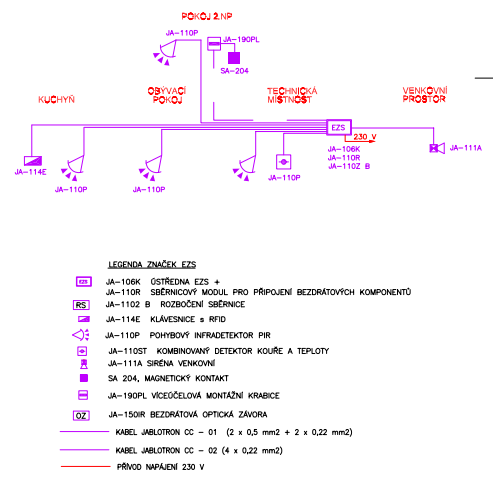 POKOJ 2.NP
JA-110P
JA-190PL
SA-204
KUCHYŇ
OBÝVACÍ
POKOJ
TECHNICKÁ
MÍSTNOST
VENKOVNÍ
PROSTOR
EZS
230 V
JA-106K
JA-110R
JA-110Z B
JA-111A
JA-114E
JA-110P
JA-110P
JA-110P
LEGENDA ZNAČEK EZS
EZS JA-106K ÚSTŘEDNA EZS +
JA-110R SBĚRNICOVÝ MODUL PRO PŘIPOJENÍ BEZDRÁTOVÝCH KOMPONENTŮ
RS JA-110Z B ROZBOČENÍ SBĚRNICE
JA-114E KLÁVESNICE s RFID
JA-110P POHYBOVÝ INFRADETEKTOR PIR
JA-110ST KOMBINOVANÝ DETEKTOR KOUŘE A TEPLOTY
JA-111A SIRÉNA VENKOVNÍ
SA 204, MAGNETICKÝ KONTAKT
JA-190PL VÍCEÚČELOVÁ MONTÁŽNÍ KRABICE
OZ JA-150IR BEZDRÁTOVÁ OPTICKÁ ZÁVORA
KABEL JABLOTRON CC - 01 (2 x 0,5 mm2 + 2 x 0,22 mm2)
KABEL JABLOTRON CC - 02 (4 x 0,22 mm2)
PŘÍVOD NAPÁJENÍ 230 V